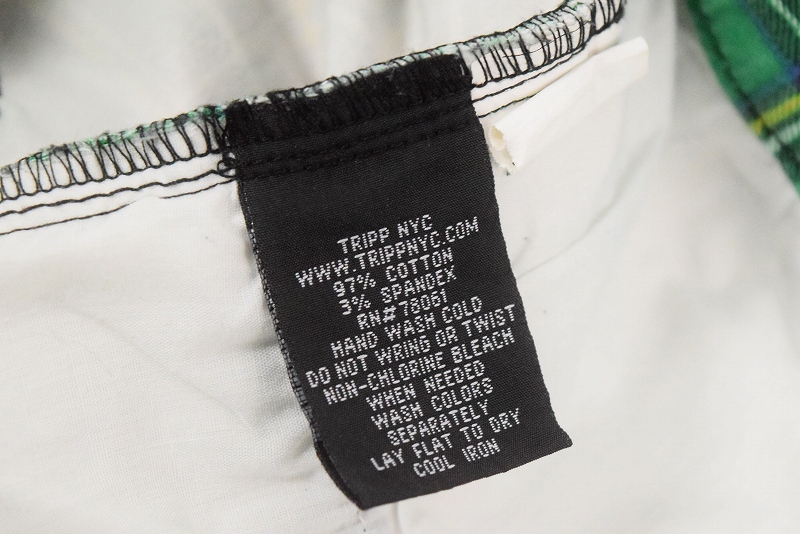 TRIPP NYC
WWW.TRIPPNYC.COM
97% COTTON
3% SPANDEX
RN# 78061
HAND WASH COLD
DO NOT WRING OR TWIST
NON-CHLORINE BLEACH
WHEN NEEDED
WASH COLORS
SEPARATELY
LAY FLAT TO DRY
COOL IRON